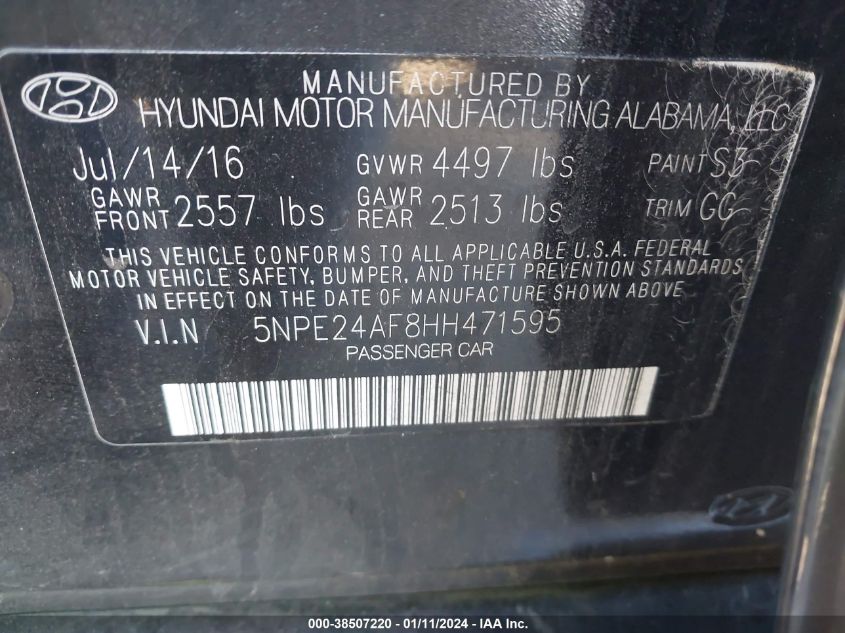 MANUFACTURED BY
HYUNDAI MOTOR MANUFACTURING ALABAMA, LLC
Jul/14/16 GVWR 4497 lbs PAINT S3
GAWR FRONT 2557 lbs GAWR REAR 2513 lbs TRIM GG
THIS VEHICLE CONFORMS TO ALL APPLICABLE U.S.A. FEDERAL
MOTOR VEHICLE SAFETY, BUMPER, AND THEFT PREVENTION STANDARDS
IN EFFECT ON THE DATE OF MANUFACTURE SHOWN ABOVE
V.I.N 5NPE24AF8HH471595
PASSENGER CAR
000-38507220 - 01/11/2024 - IAA Inc.